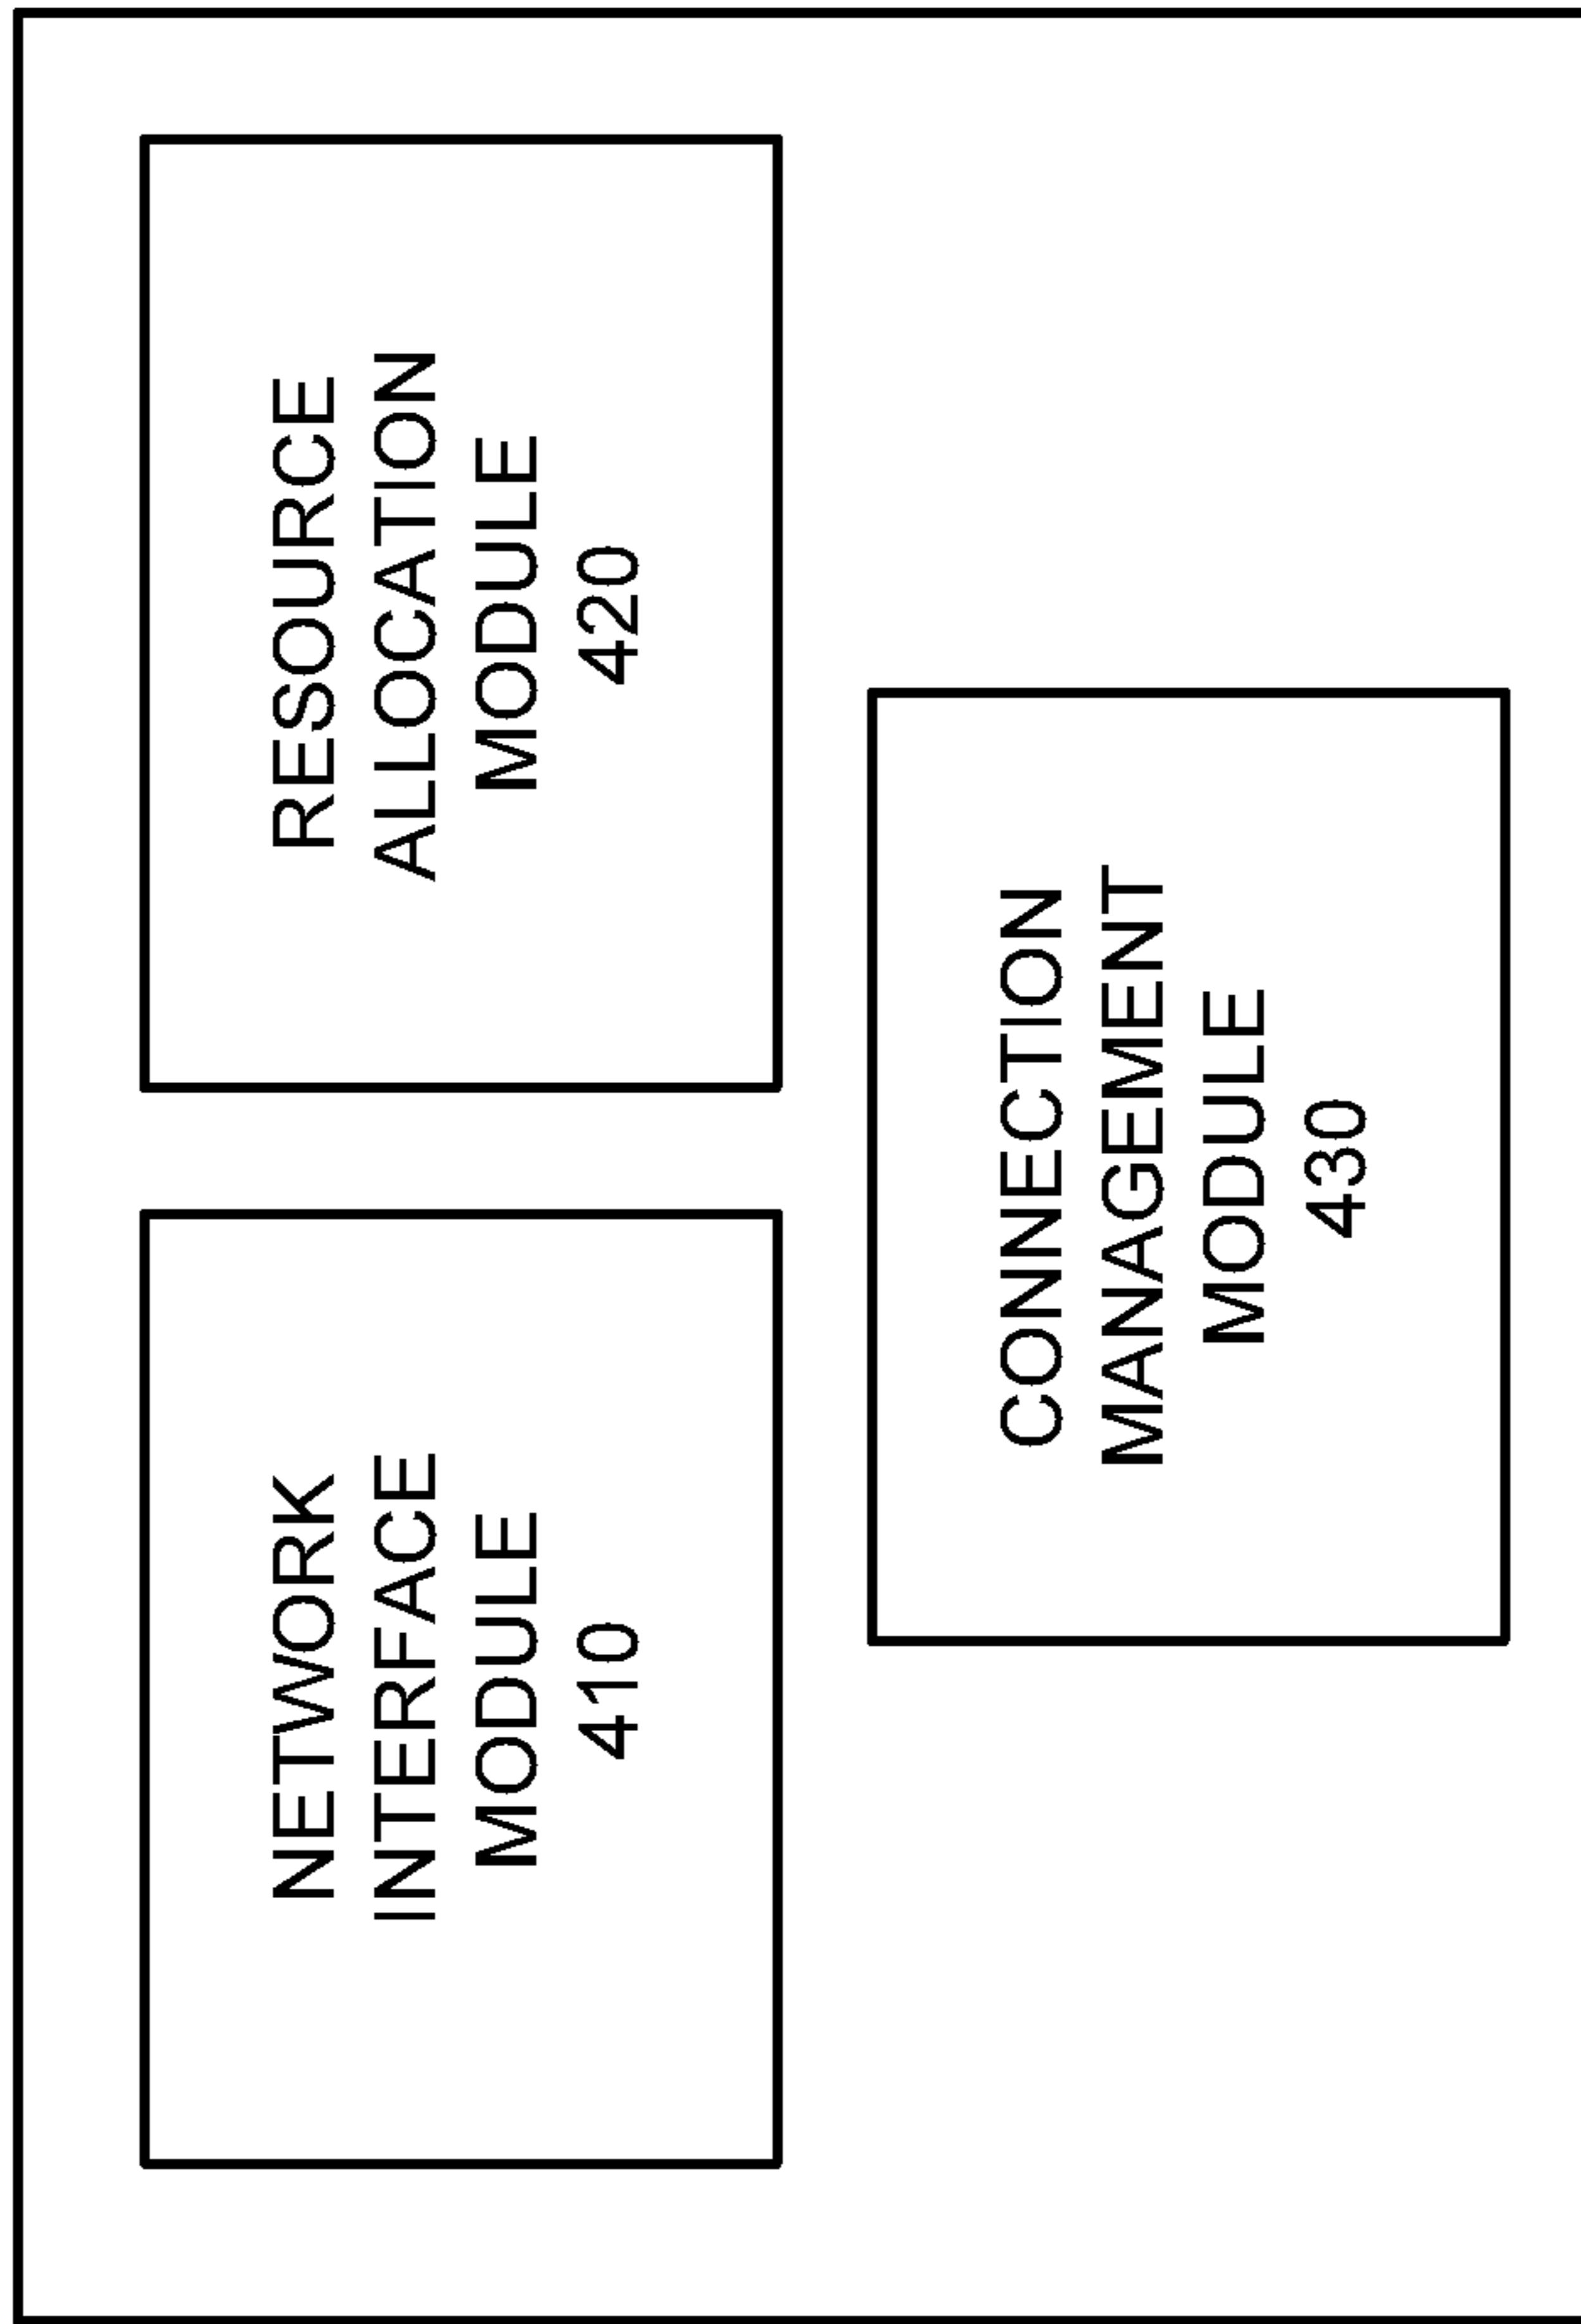 NETWORK
INTERFACE
MODULE
410
RESOURCE
ALLOCATION
MODULE
420
CONNECTION
MANAGEMENT
MODULE
430